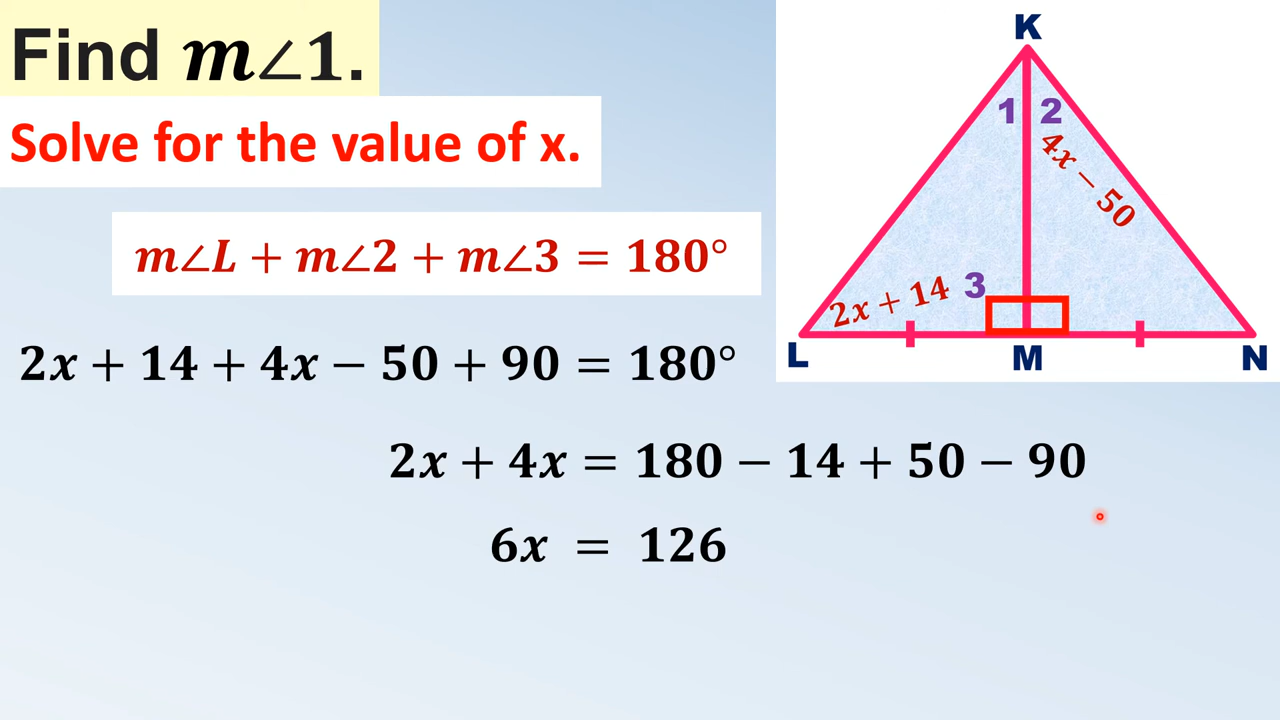 Find m∠1.
Solve for the value of x.
m∠L + m∠2 + m∠3 = 180°
2x + 14 + 4x − 50 + 90 = 180°
2x + 4x = 180 − 14 + 50 − 90
6x = 126
K
1 2
4x − 50
2x + 14 3
L M N